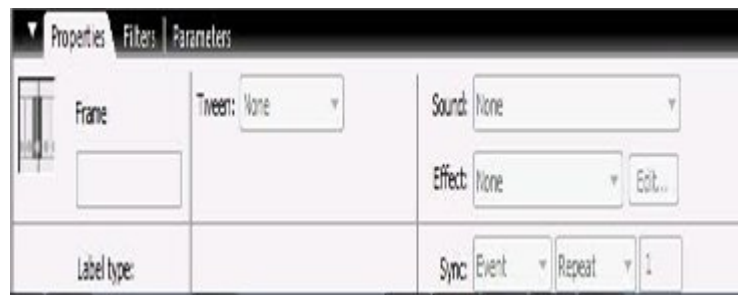 Properties Filters Parameters
Frame Tween: None Sound: None
Effect: None Edit...
Label type: Sync: Event Repeat 1